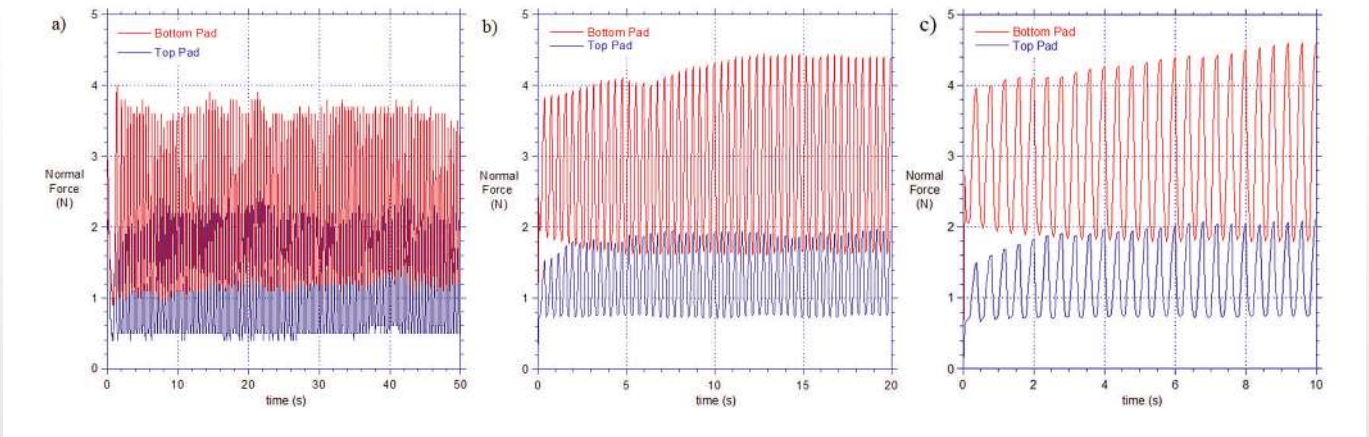 a)
5
4
3
2
1
0
Normal
Force
(N)
Bottom Pad
Top Pad
0 10 20 30 40 50
time (s)
b)
5
4
3
2
1
0
Normal
Force
(N)
Bottom Pad
Top Pad
0 5 10 15 20
time (s)
c)
5
4
3
2
1
0
Normal
Force
(N)
Bottom Pad
Top Pad
0 2 4 6 8 10
time (s)